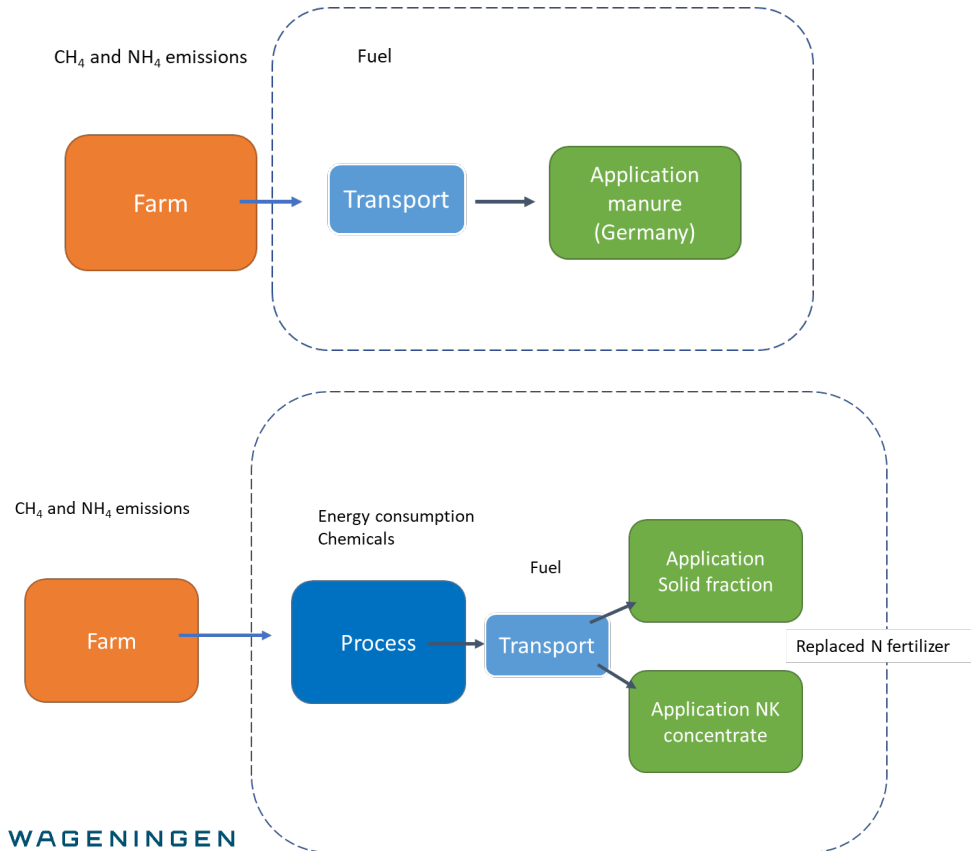 CH₄ and NH₄ emissions
Fuel
Farm
Transport
Application
manure
(Germany)
CH₄ and NH₄ emissions
Energy consumption
Chemicals
Fuel
Farm
Process
Transport
Application
Solid fraction
Replaced N fertilizer
Application NK
concentrate
WAGENINGEN